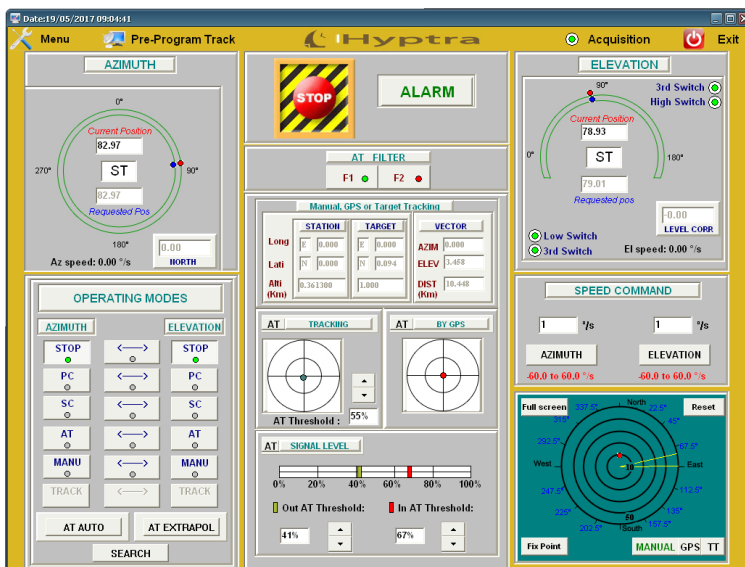 Date:19/05/2017 09:04:41
Menu
Pre-Program Track
Hyptra
Acquisition
Exit
AZIMUTH
0°
Current Position
82.97
270°
ST
90°
82.97
Requested Pos
180°
0.00
Az speed: 0.00 °/s
NORTH
STOP
ALARM
AT FILTER
F1
F2
ELEVATION
90°
3rd Switch
High Switch
Current Position
78.93
0°
ST
180°
79.01
Requested pos
-0.00
LEVEL CORR
Low Switch
3rd Switch
El speed: 0.00 °/s
Manual, GPS or Target Tracking
STATION TARGET VECTOR
Long E 0.000 E 0.000 AZIM 0.000
Lati N 0.000 N 0.094 ELEV 3.458
Alti (Km) 0.361300 1.000 DIST (Km) 10.448
OPERATING MODES
AZIMUTH <---> ELEVATION
STOP <---> STOP
PC <---> PC
SC <---> SC
AT <---> AT
MANU <---> MANU
TRACK <---> TRACK
AT AUTO
AT EXTRAPOL
SEARCH
AT TRACKING
AT BY GPS
AT Threshold : 55%
AT SIGNAL LEVEL
0% 20% 40% 60% 80% 100%
Out AT Threshold: In AT Threshold:
41% 67%
SPEED COMMAND
1 °/s 1 °/s
AZIMUTH ELEVATION
-60.0 to 60.0 °/s -60.0 to 60.0 °/s
Full screen
Reset
North
337.5° 22.5°
315° 45°
292.5° 67.5°
West 10 East
247.5° 112.5°
225° 135°
202.5° 157.5°
South
Fix Point
MANUAL GPS TT